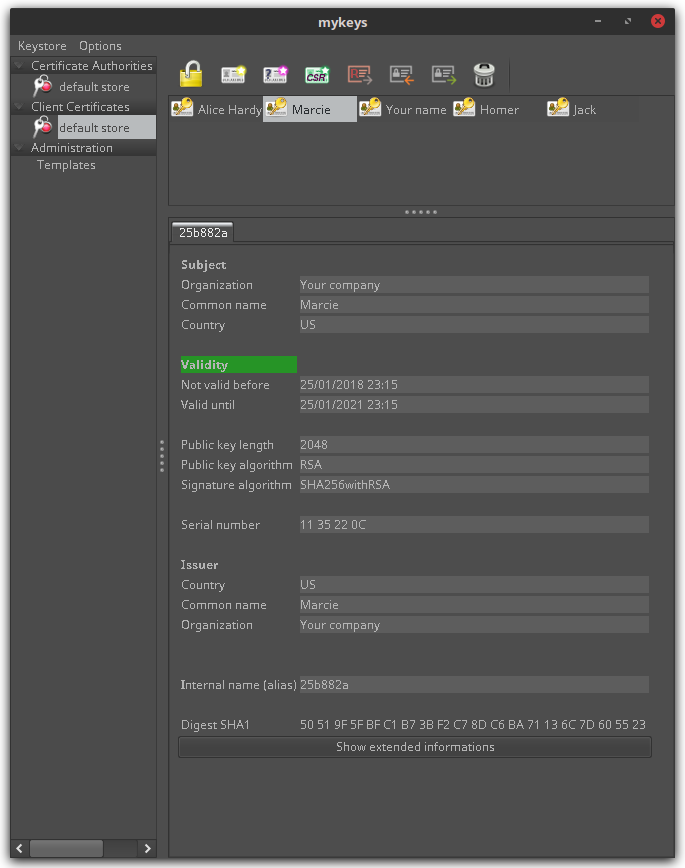 mykeys
Keystore Options
Certificate Authorities
default store
Client Certificates
default store
Administration
Templates
CSR
Alice Hardy Marcie Your name Homer Jack
25b882a
Subject
Organization Your company
Common name Marcie
Country US
Validity
Not valid before 25/01/2018 23:15
Valid until 25/01/2021 23:15
Public key length 2048
Public key algorithm RSA
Signature algorithm SHA256withRSA
Serial number 11 35 22 0C
Issuer
Country US
Common name Marcie
Organization Your company
Internal name (alias) 25b882a
Digest SHA1 50 51 9F 5F BF C1 B7 3B F2 C7 8D C6 BA 71 13 6C 7D 60 55 23
Show extended informations